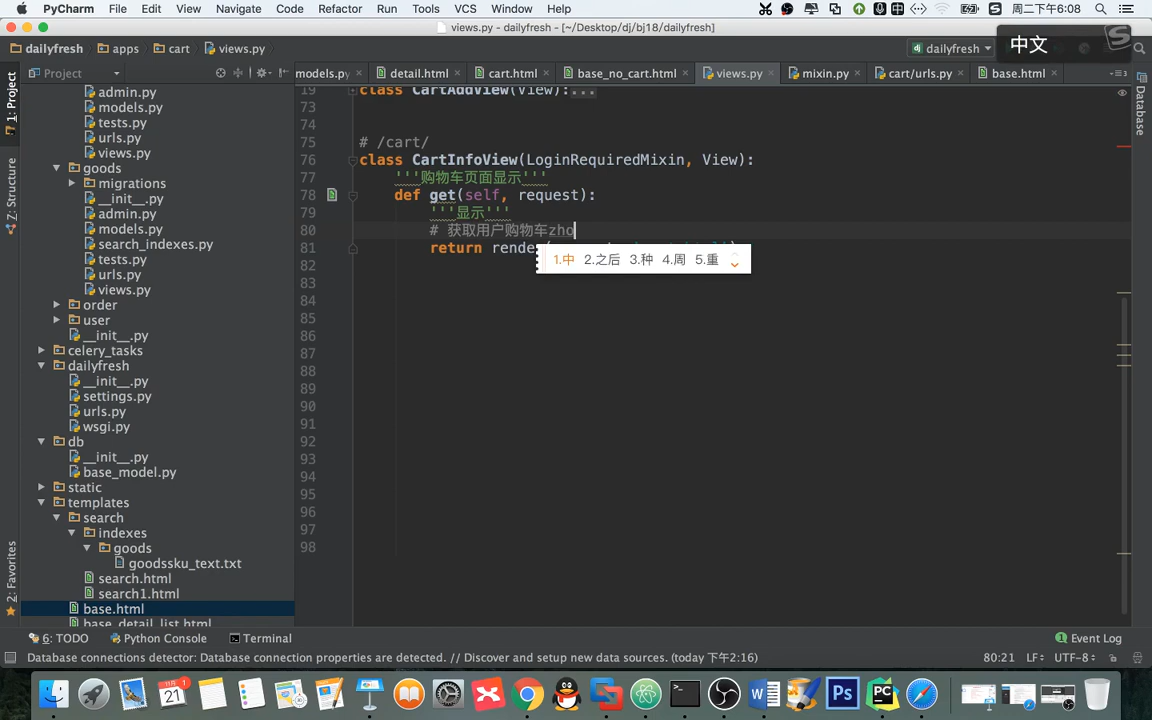 PyCharm File Edit View Navigate Code Refactor Run Tools VCS Window Help 周二下午6:08
views.py - dailyfresh - [~/Desktop/dj/bj18/dailyfresh]
dailyfresh apps cart views.py dailyfresh 中文
Project models.py detail.html cart.html base_no_cart.html views.py mixin.py cart/urls.py base.html
1: Project
Z: Structure
2: Favorites
Database
admin.py
models.py
tests.py
urls.py
views.py
goods
migrations
__init__.py
admin.py
models.py
search_indexes.py
tests.py
urls.py
views.py
order
user
__init__.py
celery_tasks
dailyfresh
__init__.py
settings.py
urls.py
wsgi.py
db
__init__.py
base_model.py
static
templates
search
indexes
goods
goodssku_text.txt
search.html
search1.html
base.html
base_detail_list.html
19 class CartAddView(View):...
73
74
75 # /cart/
76 class CartInfoView(LoginRequiredMixin, View):
77 '''购物车页面显示'''
78 def get(self, request):
79 '''显示'''
80 # 获取用户购物车zho
81 return rende
1.中 2.之后 3.种 4.周 5.重
82
83
84
85
86
87
88
89
90
91
92
93
94
95
96
97
98
6: TODO Python Console Terminal 1 Event Log
Database connections detector: Database connection properties are detected. // Discover and setup new data sources. (today 下午2:16) 80:21 LF UTF-8